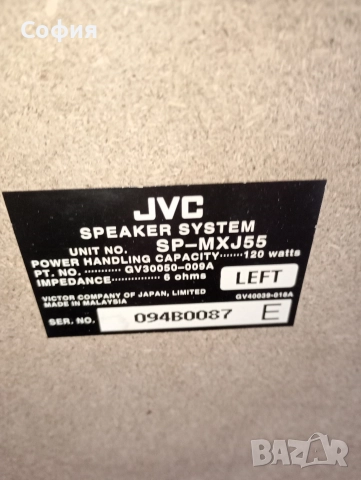 София
JVC
SPEAKER SYSTEM
UNIT NO. SP-MXJ55
POWER HANDLING CAPACITY ······ 120 watts
PT. NO. ·········· GV30050-009A
IMPEDANCE ·············· 6 ohms
LEFT
VICTOR COMPANY OF JAPAN, LIMITED
MADE IN MALAYSIA
GV40039-016A
SER. NO. 094B0087 E
BAZAR